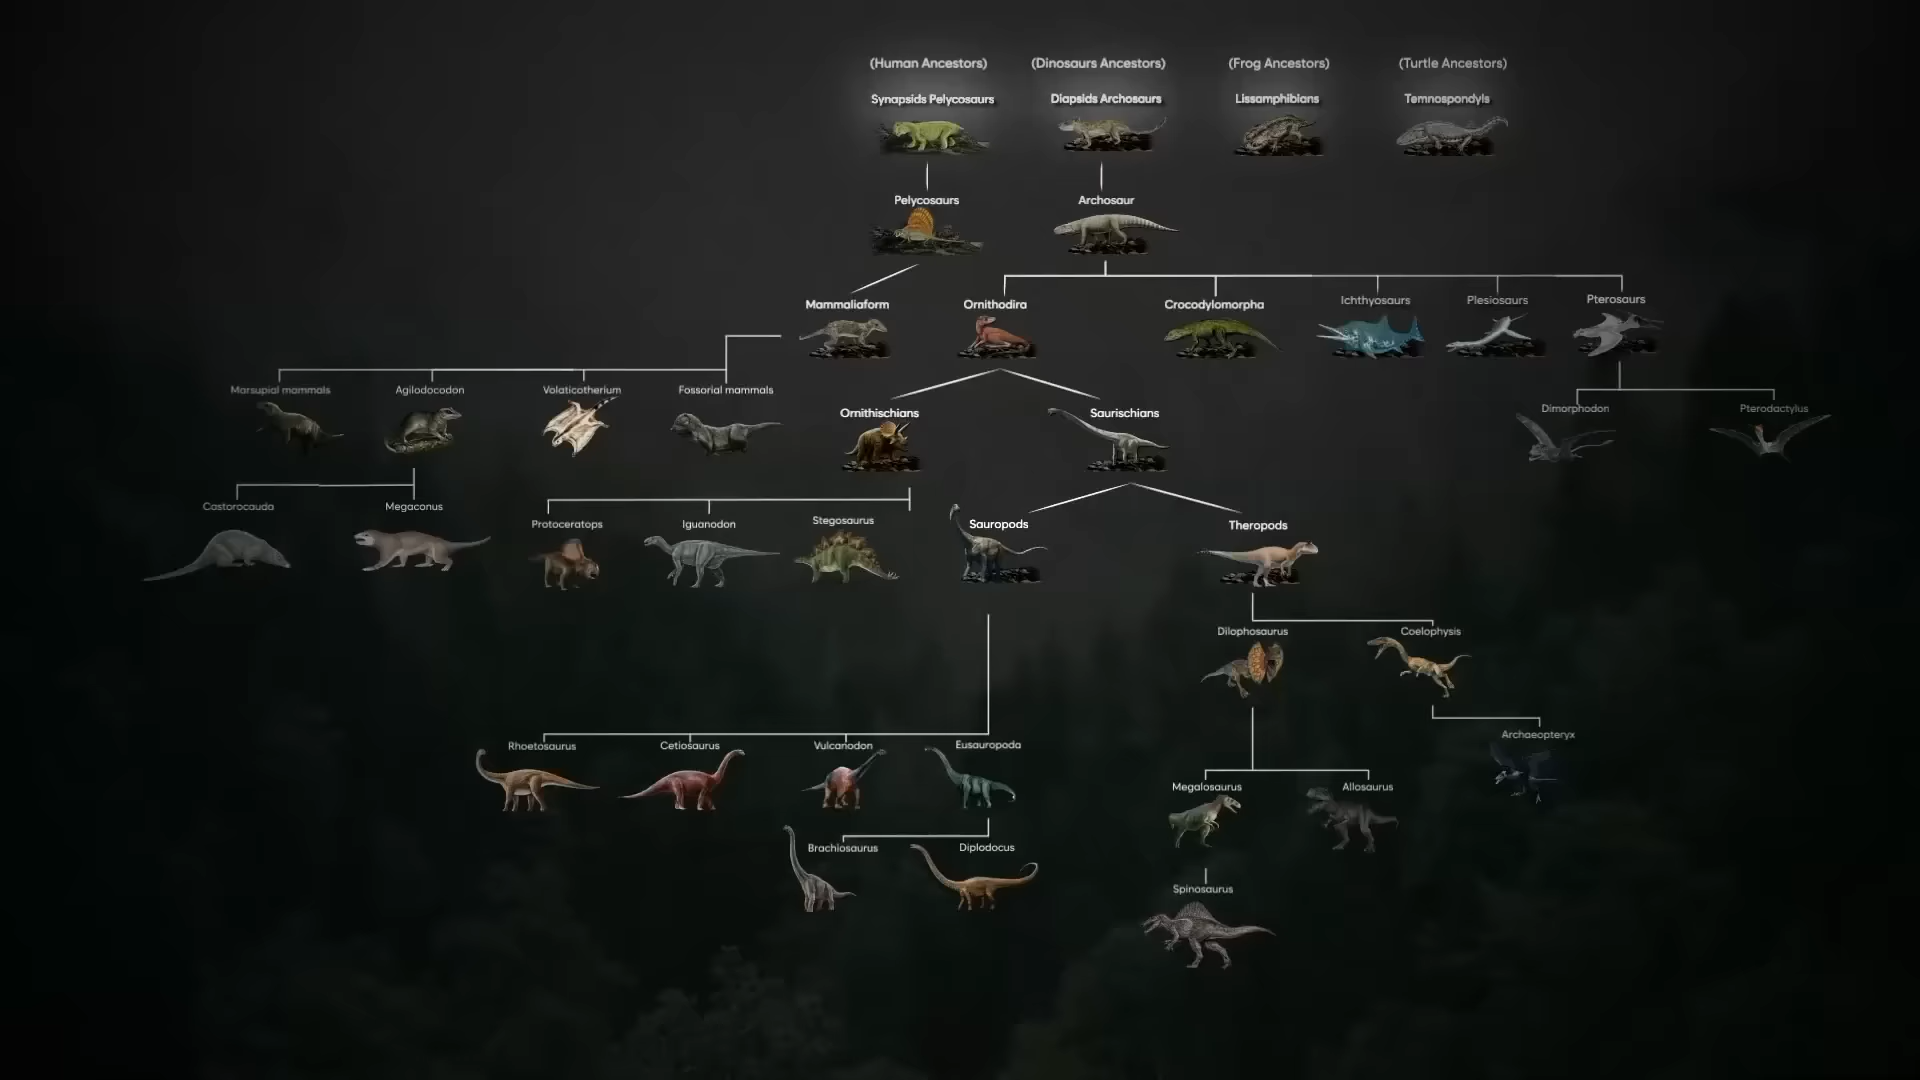 (Human Ancestors)
(Dinosaurs Ancestors)
(Frog Ancestors)
(Turtle Ancestors)
Synapsids Pelycosaurs
Diapsids Archosaurs
Lissamphibians
Temnospondyls
Pelycosaurs
Archosaur
Mammaliaform
Ornithodira
Crocodylomorpha
Ichthyosaurs
Plesiosaurs
Pterosaurs
Marsupial mammals
Agilodocodon
Volaticotherium
Fossorial mammals
Ornithischians
Saurischians
Dimorphodon
Pterodactylus
Castorocauda
Megaconus
Protoceratops
Iguanodon
Stegosaurus
Sauropods
Theropods
Dilophosaurus
Coelophysis
Rhoetosaurus
Cetiosaurus
Vulcanodon
Eusauropoda
Archaeopteryx
Megalosaurus
Allosaurus
Brachiosaurus
Diplodocus
Spinosaurus